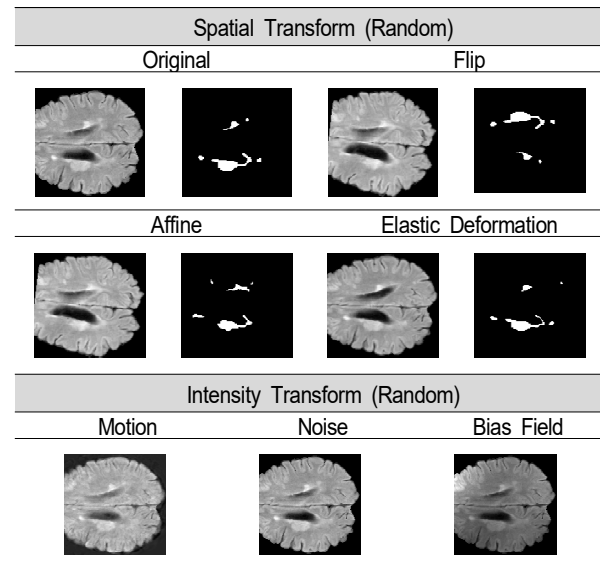 Spatial Transform (Random)
Original Flip
Affine Elastic Deformation
Intensity Transform (Random)
Motion Noise Bias Field